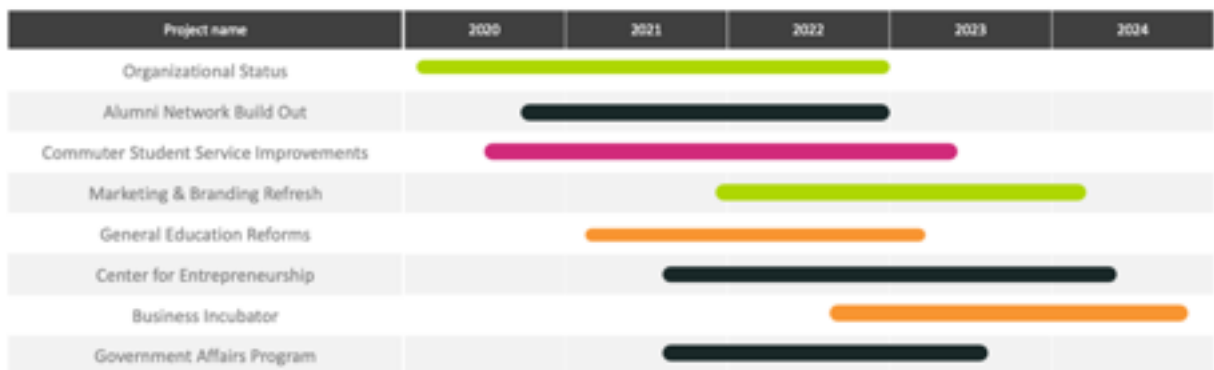 Project name 2020 2021 2022 2023 2024
Organizational Status
Alumni Network Build Out
Commuter Student Service Improvements
Marketing & Branding Refresh
General Education Reforms
Center for Entrepreneurship
Business Incubator
Government Affairs Program